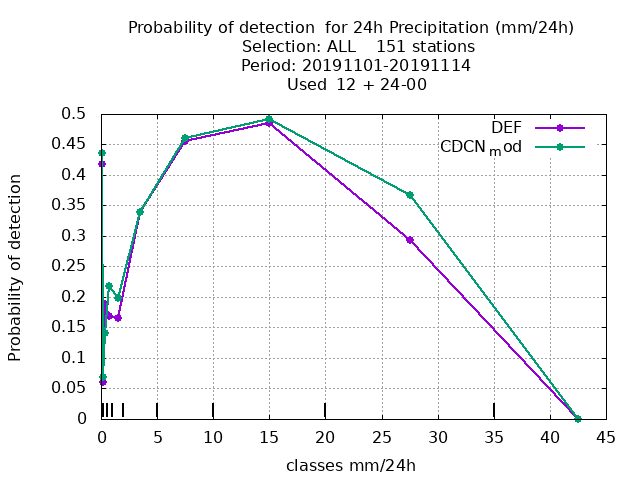 Probability of detection  for 24h Precipitation (mm/24h)
Selection: ALL    151 stations
Period: 20191101-20191114
Used  12 + 24-00
DEF
CDCN_mod
Probability of detection
0.5
0.45
0.4
0.35
0.3
0.25
0.2
0.15
0.1
0.05
0
0 5 10 15 20 25 30 35 40 45
classes mm/24h